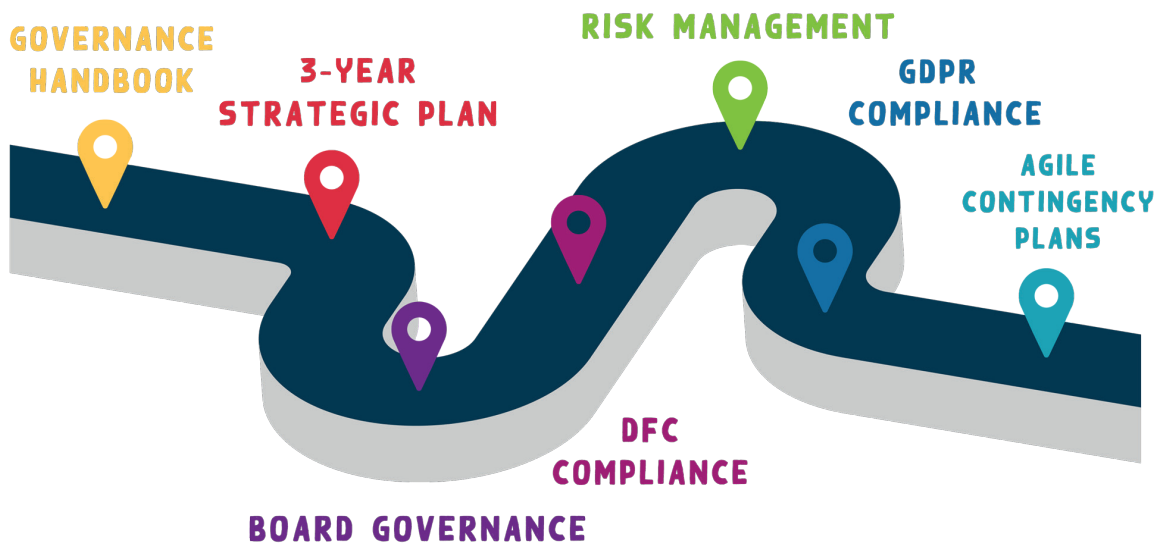 GOVERNANCE
HANDBOOK
3-YEAR
STRATEGIC PLAN
BOARD GOVERNANCE
DFC
COMPLIANCE
RISK MANAGEMENT
GDPR
COMPLIANCE
AGILE
CONTINGENCY
PLANS